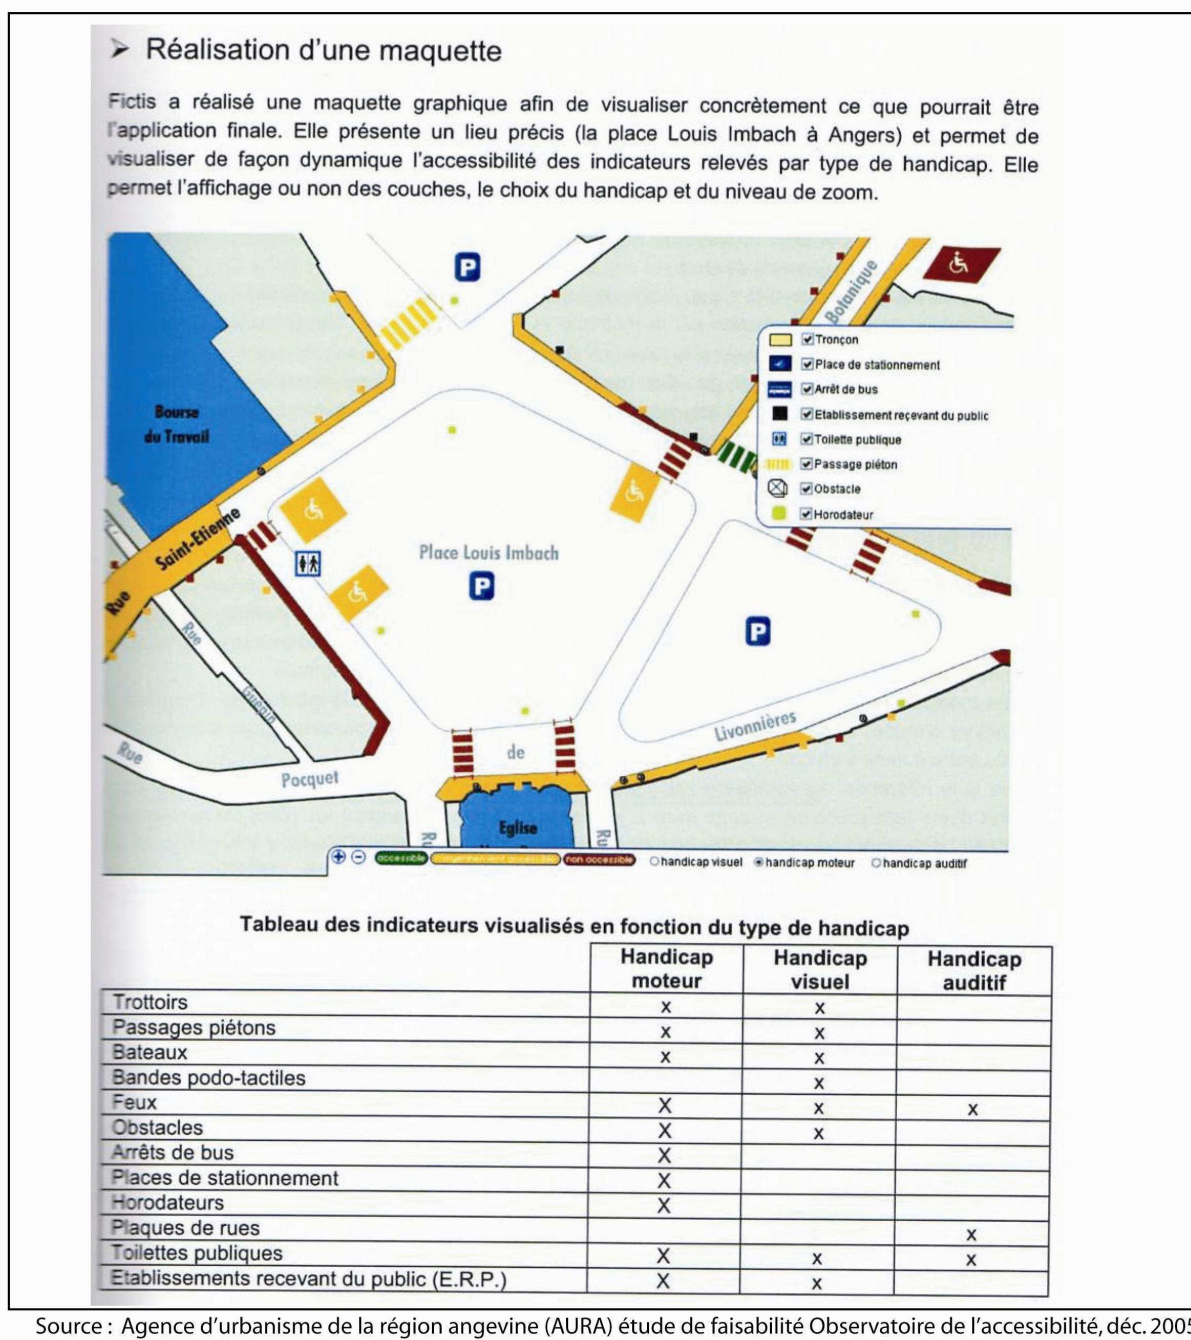 ➤ Réalisation d'une maquette
Fictis a réalisé une maquette graphique afin de visualiser concrètement ce que pourrait être
l'application finale. Elle présente un lieu précis (la place Louis Imbach à Angers) et permet de
visualiser de façon dynamique l'accessibilité des indicateurs relevés par type de handicap. Elle
permet l'affichage ou non des couches, le choix du handicap et du niveau de zoom.
P
Botanique
Tronçon
Place de stationnement
Arrêt de bus
Etablissement reçevant du public
Toilette publique
Passage piéton
Obstacle
Horodateur
Bourse
du Travail
Rue Saint-Etienne
Place Louis Imbach
P
P
Rue
Guépin
Rue
Pocquet
de
Livonnières
Eglise
Ru
Ru
accessible
non accessible
handicap visuel
handicap moteur
handicap auditif
Tableau des indicateurs visualisés en fonction du type de handicap
Handicap moteur Handicap visuel Handicap auditif
Trottoirs x x
Passages piétons x x
Bateaux x x
Bandes podo-tactiles x
Feux X x x
Obstacles X x
Arrêts de bus X
Places de stationnement X
Horodateurs X
Plaques de rues x
Toilettes publiques X x x
Etablissements recevant du public (E.R.P.) X x
Source : Agence d'urbanisme de la région angevine (AURA) étude de faisabilité Observatoire de l'accessibilité, déc. 2005